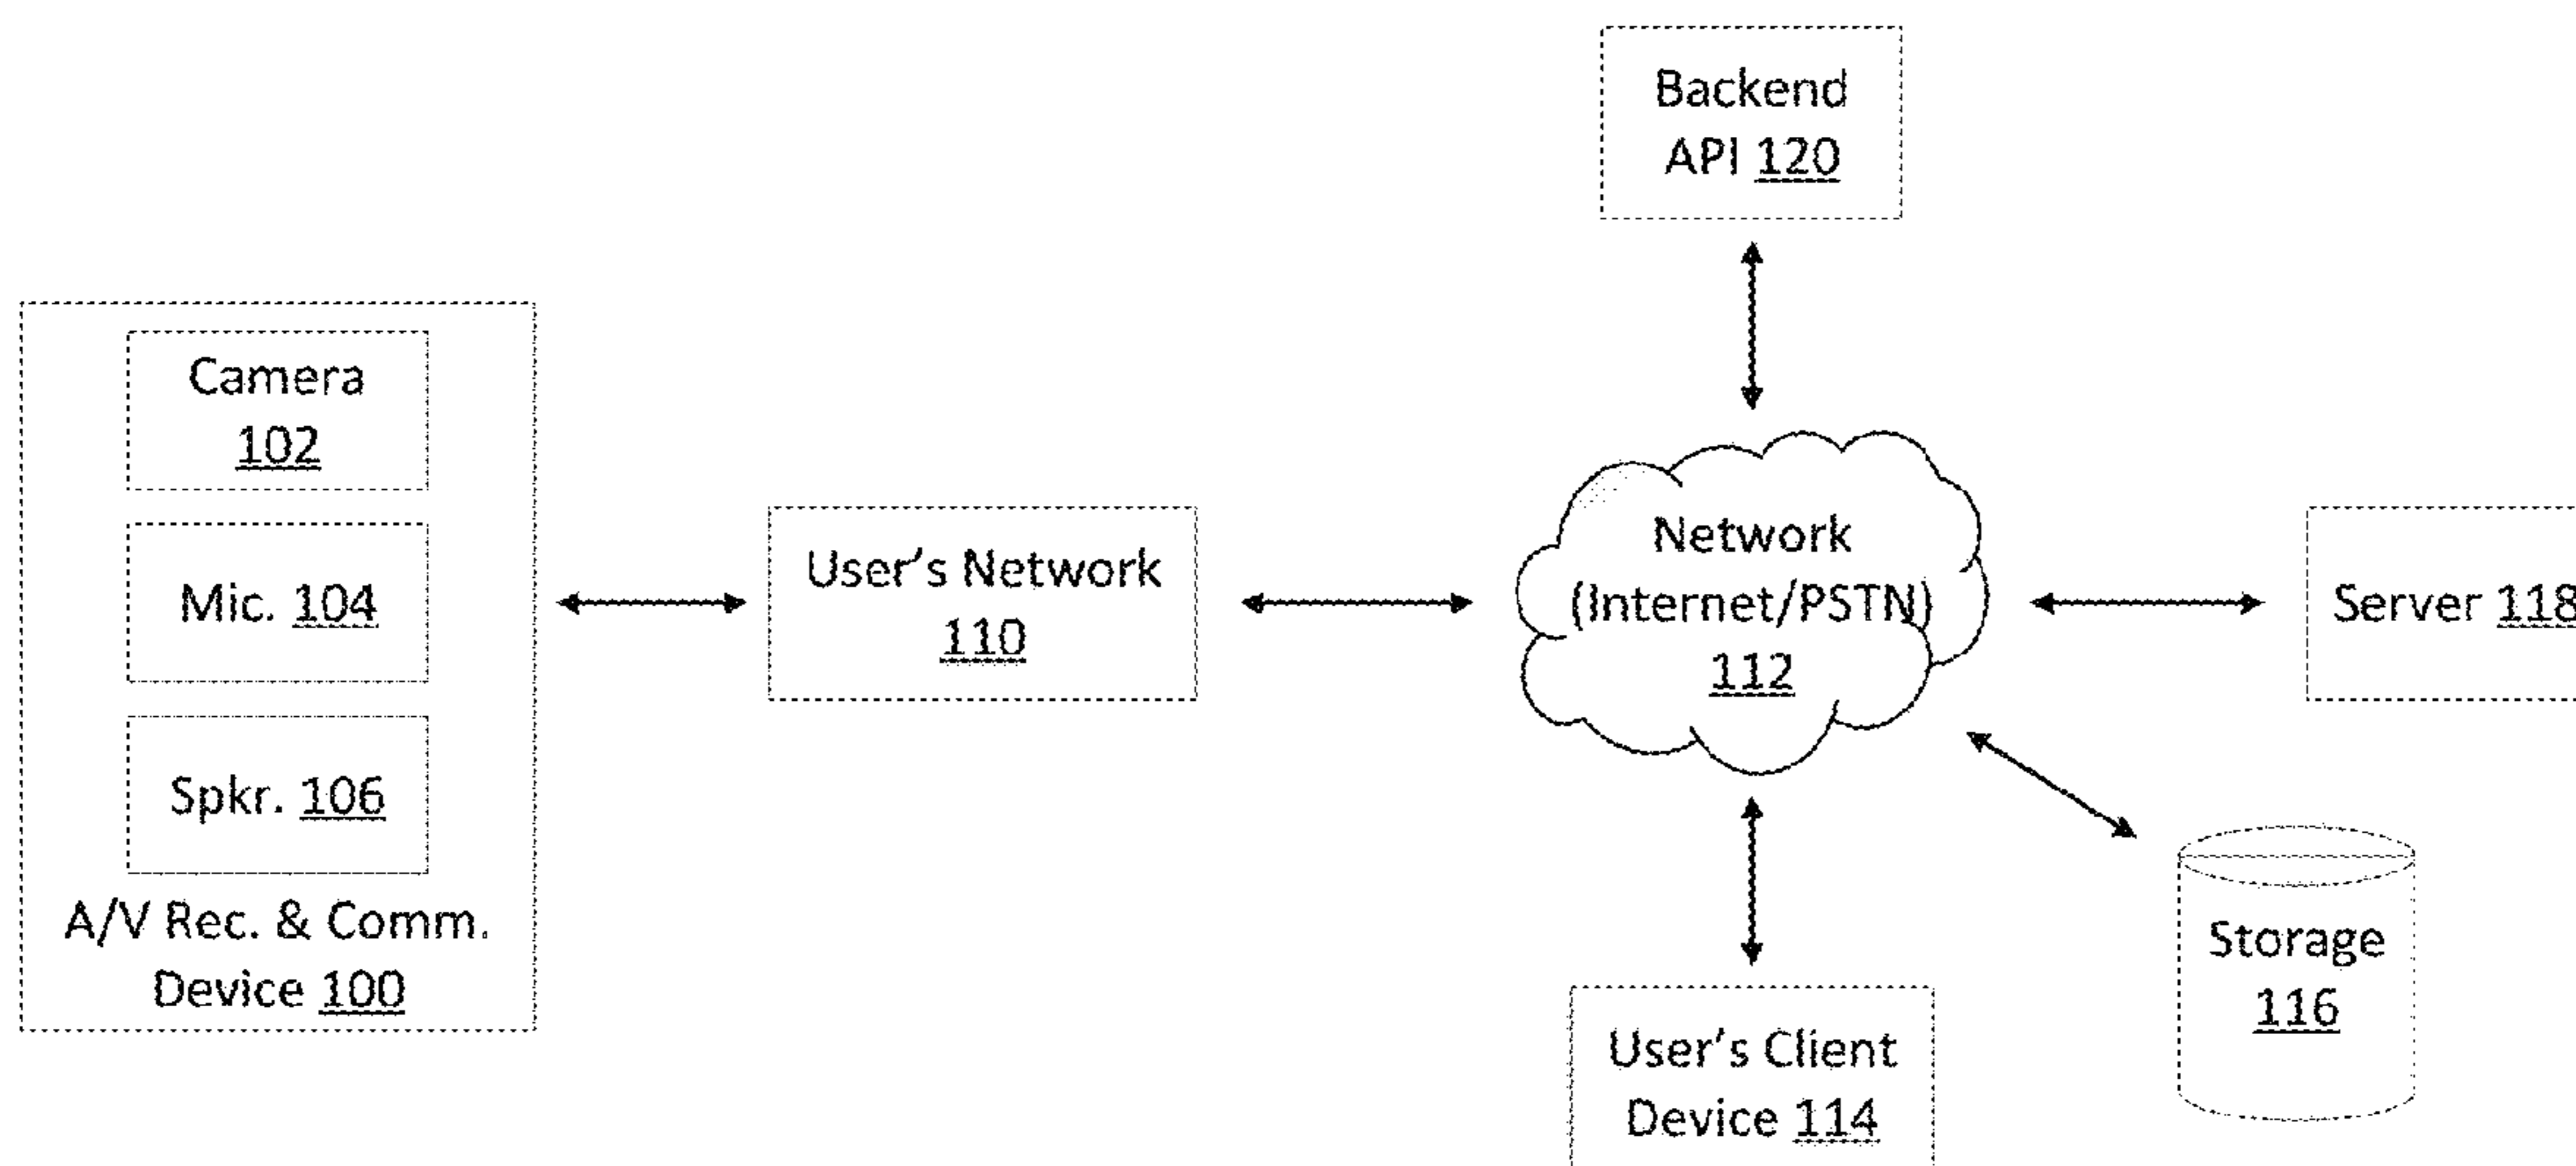 Backend
API 120
Camera
102
Mic. 104
Spkr. 106
A/V Rec. & Comm.
Device 100
User's Network
110
Network
(Internet/PSTN)
112
Server 118
Storage
116
User's Client
Device 114